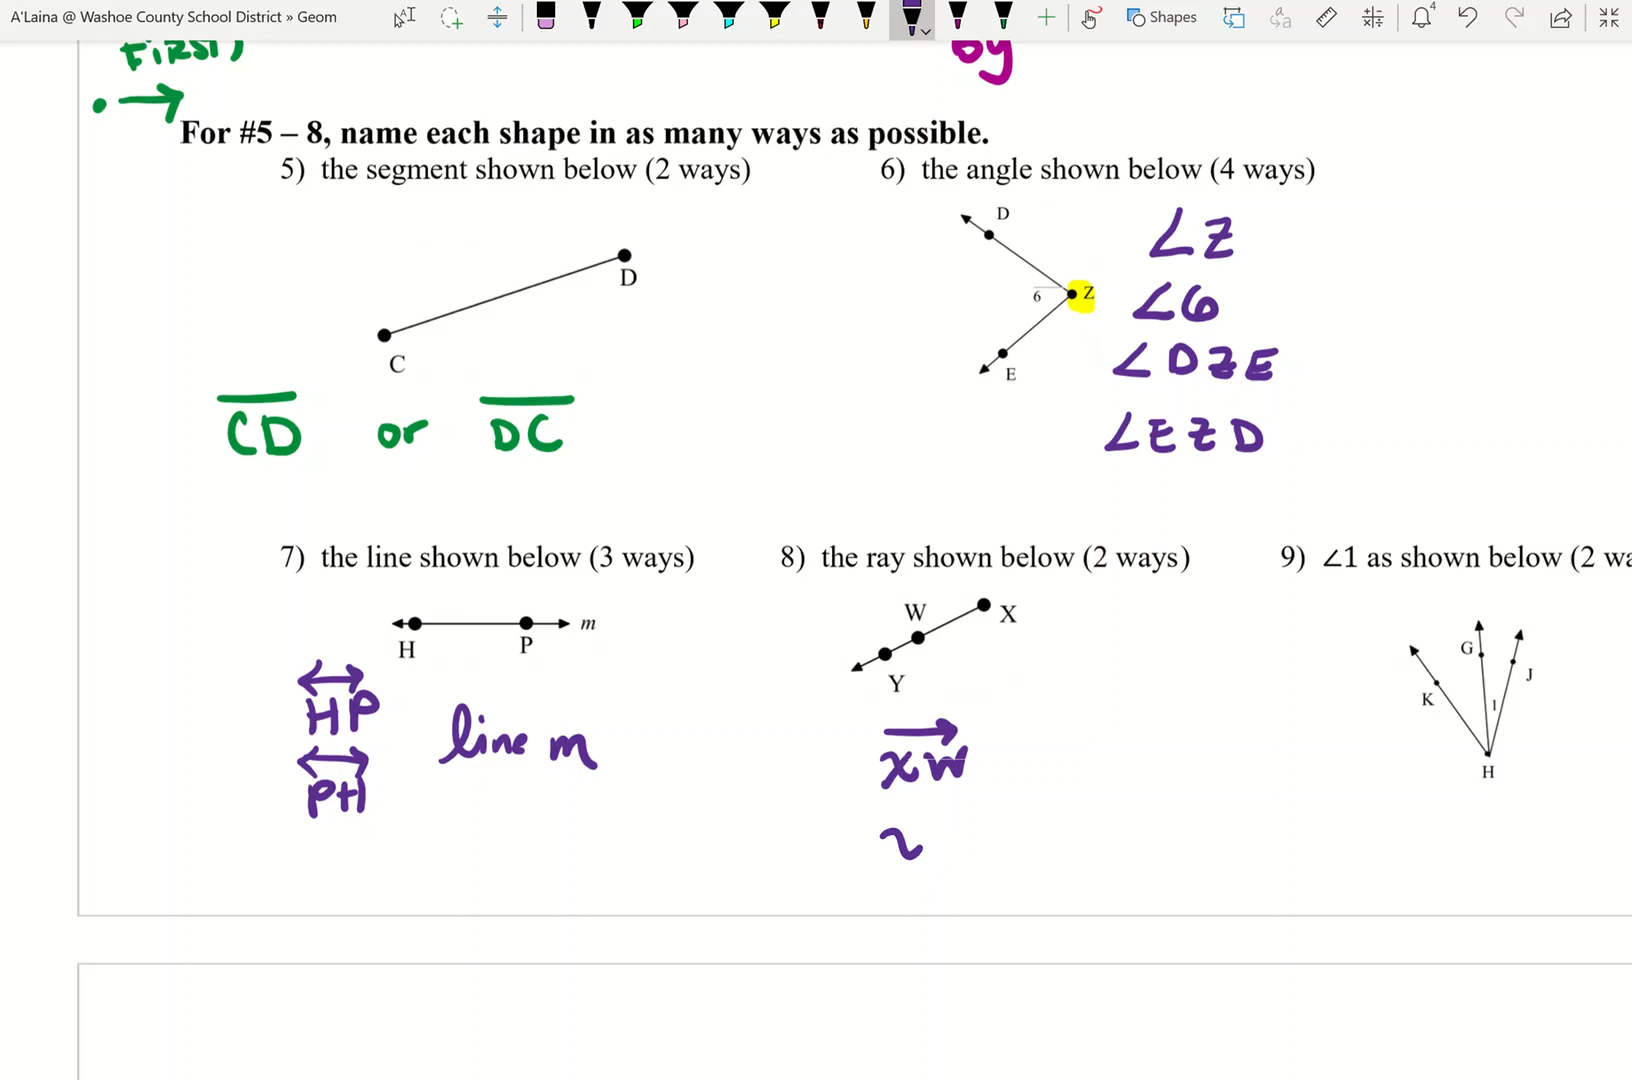 A'Laina @ Washoe County School District » Geom
Shapes
4
First)
By
For #5 – 8, name each shape in as many ways as possible.
5) the segment shown below (2 ways)
6) the angle shown below (4 ways)
D
C
CD or DC
D
6
Z
E
∠Z
∠6
∠DZE
∠EZD
7) the line shown below (3 ways)
8) the ray shown below (2 ways)
9) ∠1 as shown below (2 wa
H
P
m
HP
PH
line m
W
X
Y
XW
G
J
K
1
H